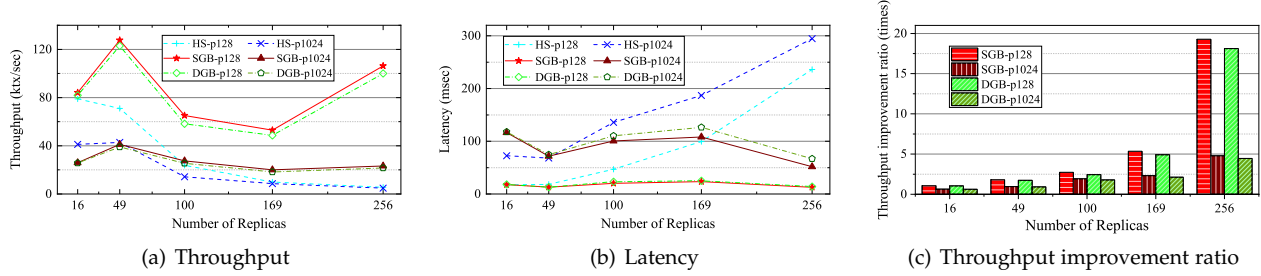 Throughput (ktx/sec)
120
80
40
0
HS-p128 HS-p1024
SGB-p128 SGB-p1024
DGB-p128 DGB-p1024
16 49 100 169 256
Number of Replicas
(a) Throughput
Latency (msec)
300
200
100
0
HS-p128 HS-p1024
SGB-p128 SGB-p1024
DGB-p128 DGB-p1024
16 49 100 169 256
Number of Replicas
(b) Latency
Throughput improvement ratio (times)
20
15
10
5
0
SGB-p128
SGB-p1024
DGB-p128
DGB-p1024
16 49 100 169 256
Number of Replicas
(c) Throughput improvement ratio